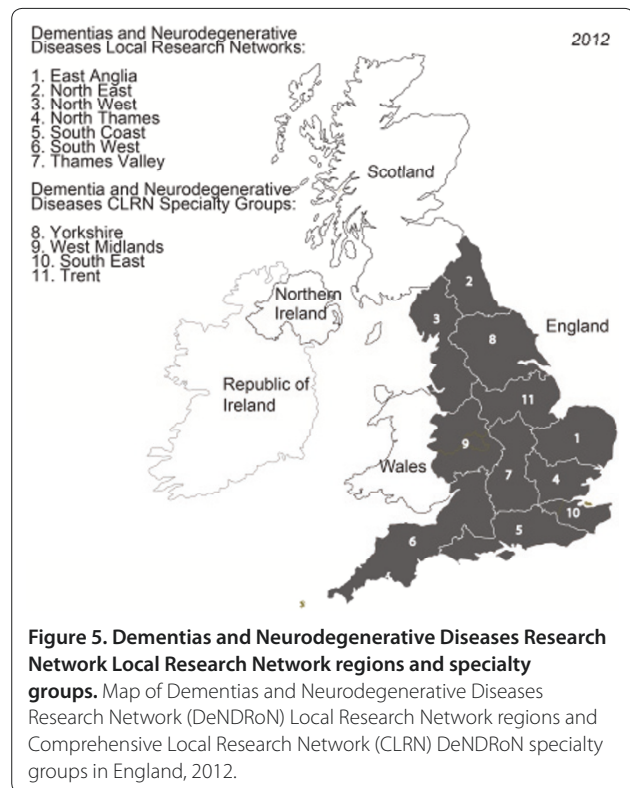 Dementias and Neurodegenerative
Diseases Local Research Networks:
2012
1. East Anglia
2. North East
3. North West
4. North Thames
5. South Coast
6. South West
7. Thames Valley
Dementia and Neurodegenerative
Diseases CLRN Specialty Groups:
8. Yorkshire
9. West Midlands
10. South East
11. Trent
Scotland
Northern
Ireland
Republic of
Ireland
England
Wales
2
3
8
11
1
9
7
4
10
5
6
Figure 5. Dementias and Neurodegenerative Diseases Research
Network Local Research Network regions and specialty
groups. Map of Dementias and Neurodegenerative Diseases
Research Network (DeNDRoN) Local Research Network regions and
Comprehensive Local Research Network (CLRN) DeNDRoN specialty
groups in England, 2012.